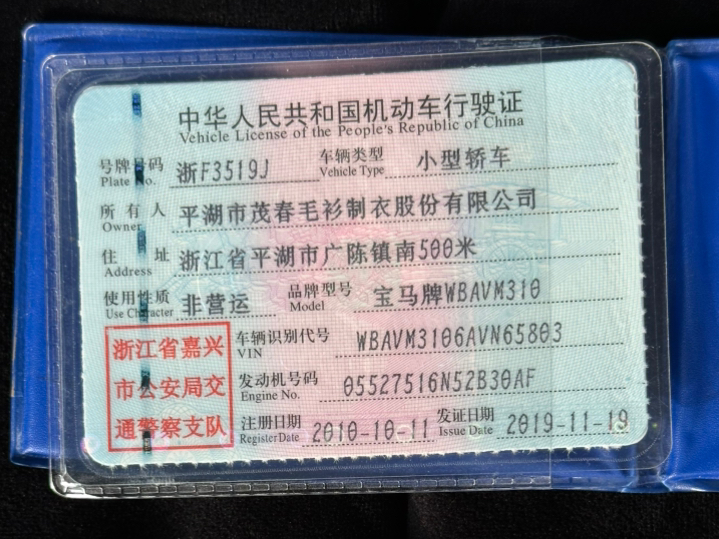 中华人民共和国机动车行驶证
Vehicle License of the People's Republic of China
号牌号码 Plate No. 浙F3519J 车辆类型 Vehicle Type 小型轿车
所有人 Owner 平湖市茂春毛衫制衣股份有限公司
住址 Address 浙江省平湖市广陈镇南500米
使用性质 Use Character 非营运 品牌型号 Model 宝马牌WBAVM310
浙江省嘉兴
市公安局交
通警察支队
车辆识别代号 VIN WBAVM3106AVN65803
发动机号码 Engine No. 05527516N52B30AF
注册日期 Register Date 2010-10-11 发证日期 Issue Date 2019-11-19